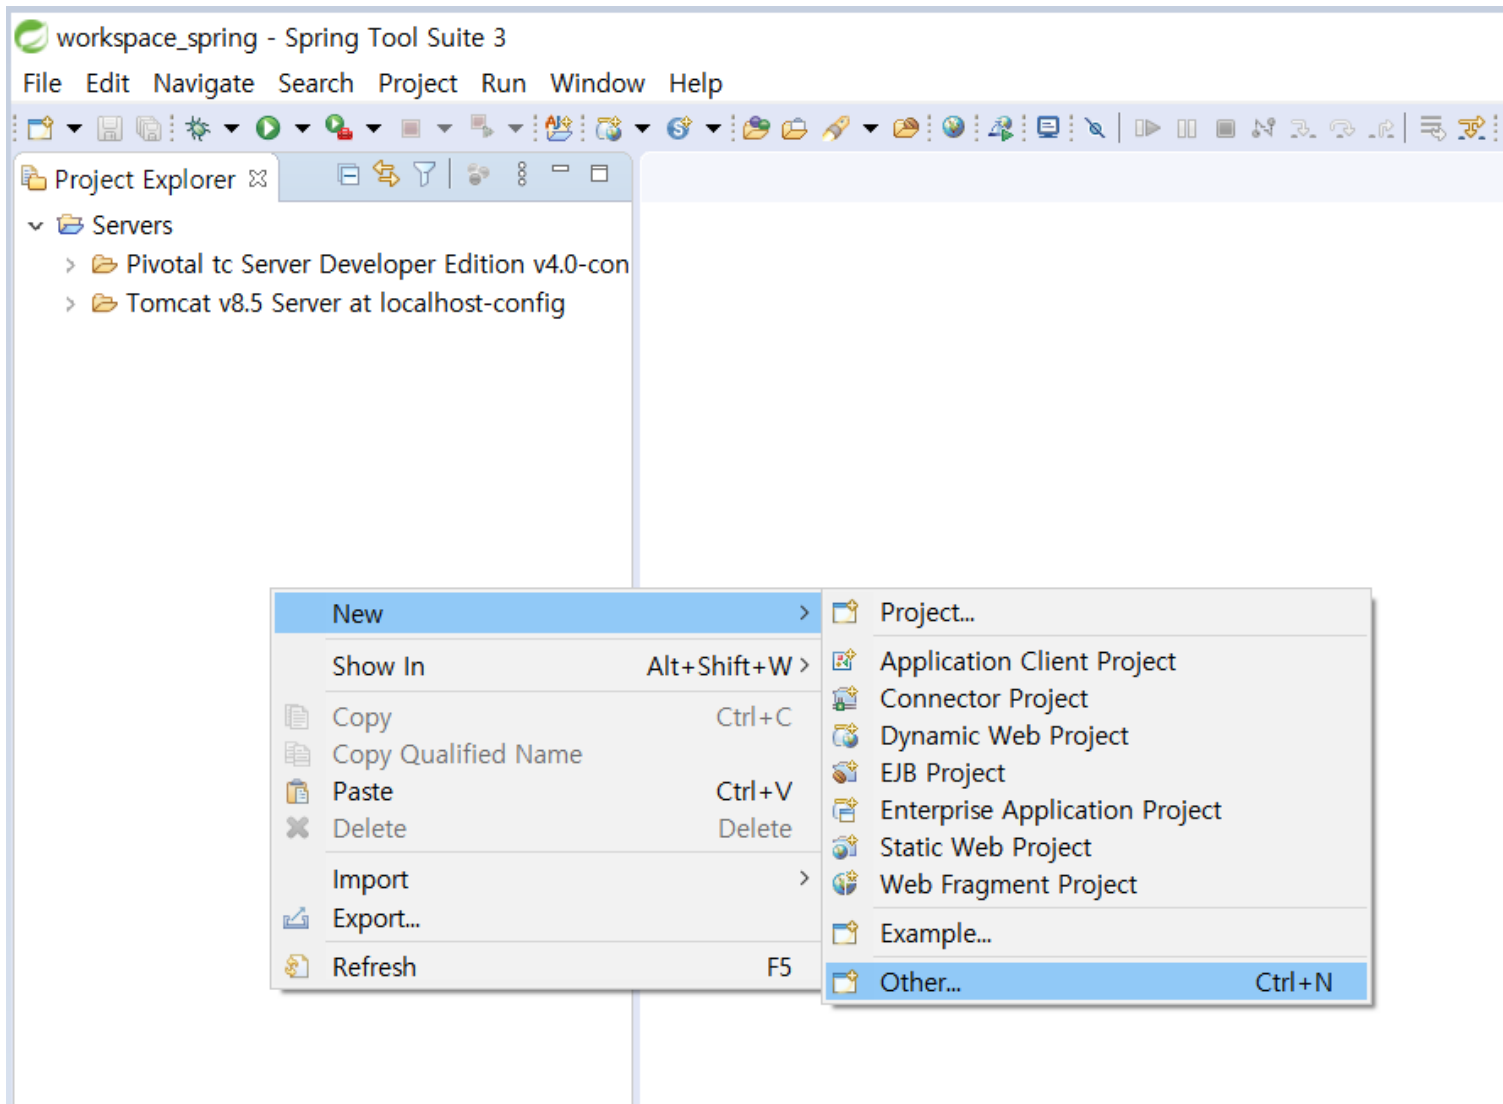 workspace_spring - Spring Tool Suite 3
File Edit Navigate Search Project Run Window Help
Project Explorer
Servers
Pivotal tc Server Developer Edition v4.0-con
Tomcat v8.5 Server at localhost-config
New
Show In Alt+Shift+W
Copy Ctrl+C
Copy Qualified Name
Paste Ctrl+V
Delete Delete
Import
Export...
Refresh F5
Project...
Application Client Project
Connector Project
Dynamic Web Project
EJB Project
Enterprise Application Project
Static Web Project
Web Fragment Project
Example...
Other... Ctrl+N